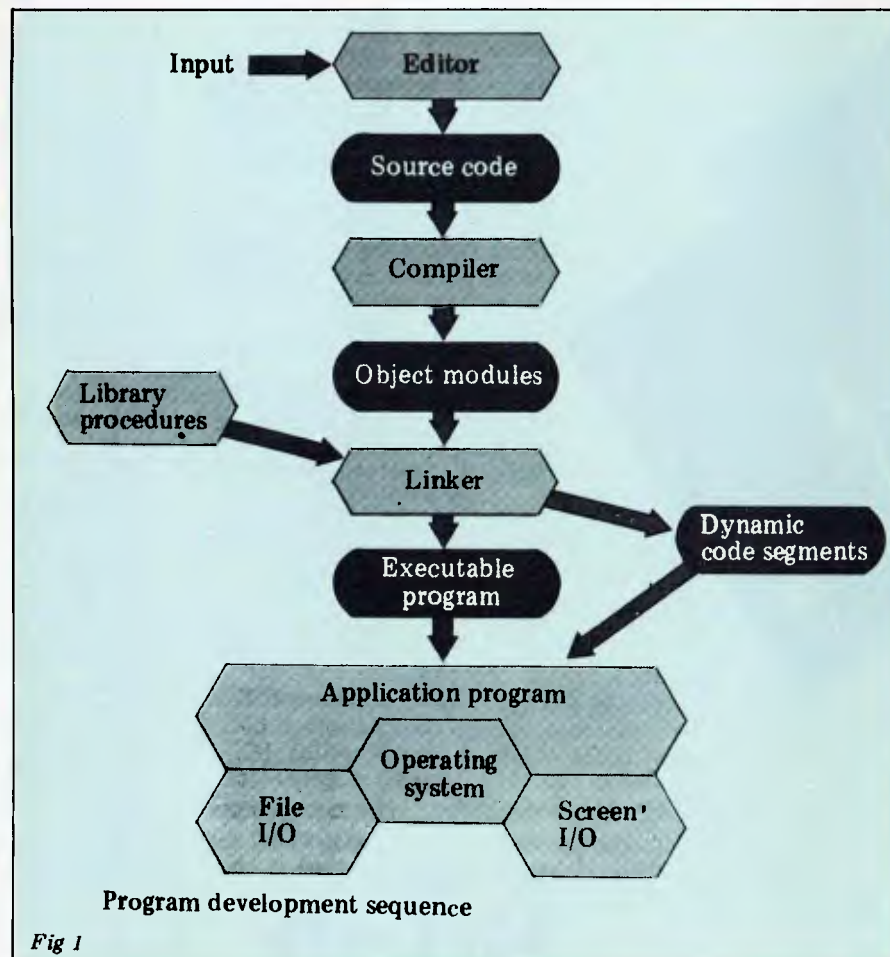 Input
Editor
Source code
Compiler
Object modules
Library
procedures
Linker
Dynamic
code segments
Executable
program
Application program
Operating
system
File
I/O
Screen
I/O
Program development sequence
Fig 1